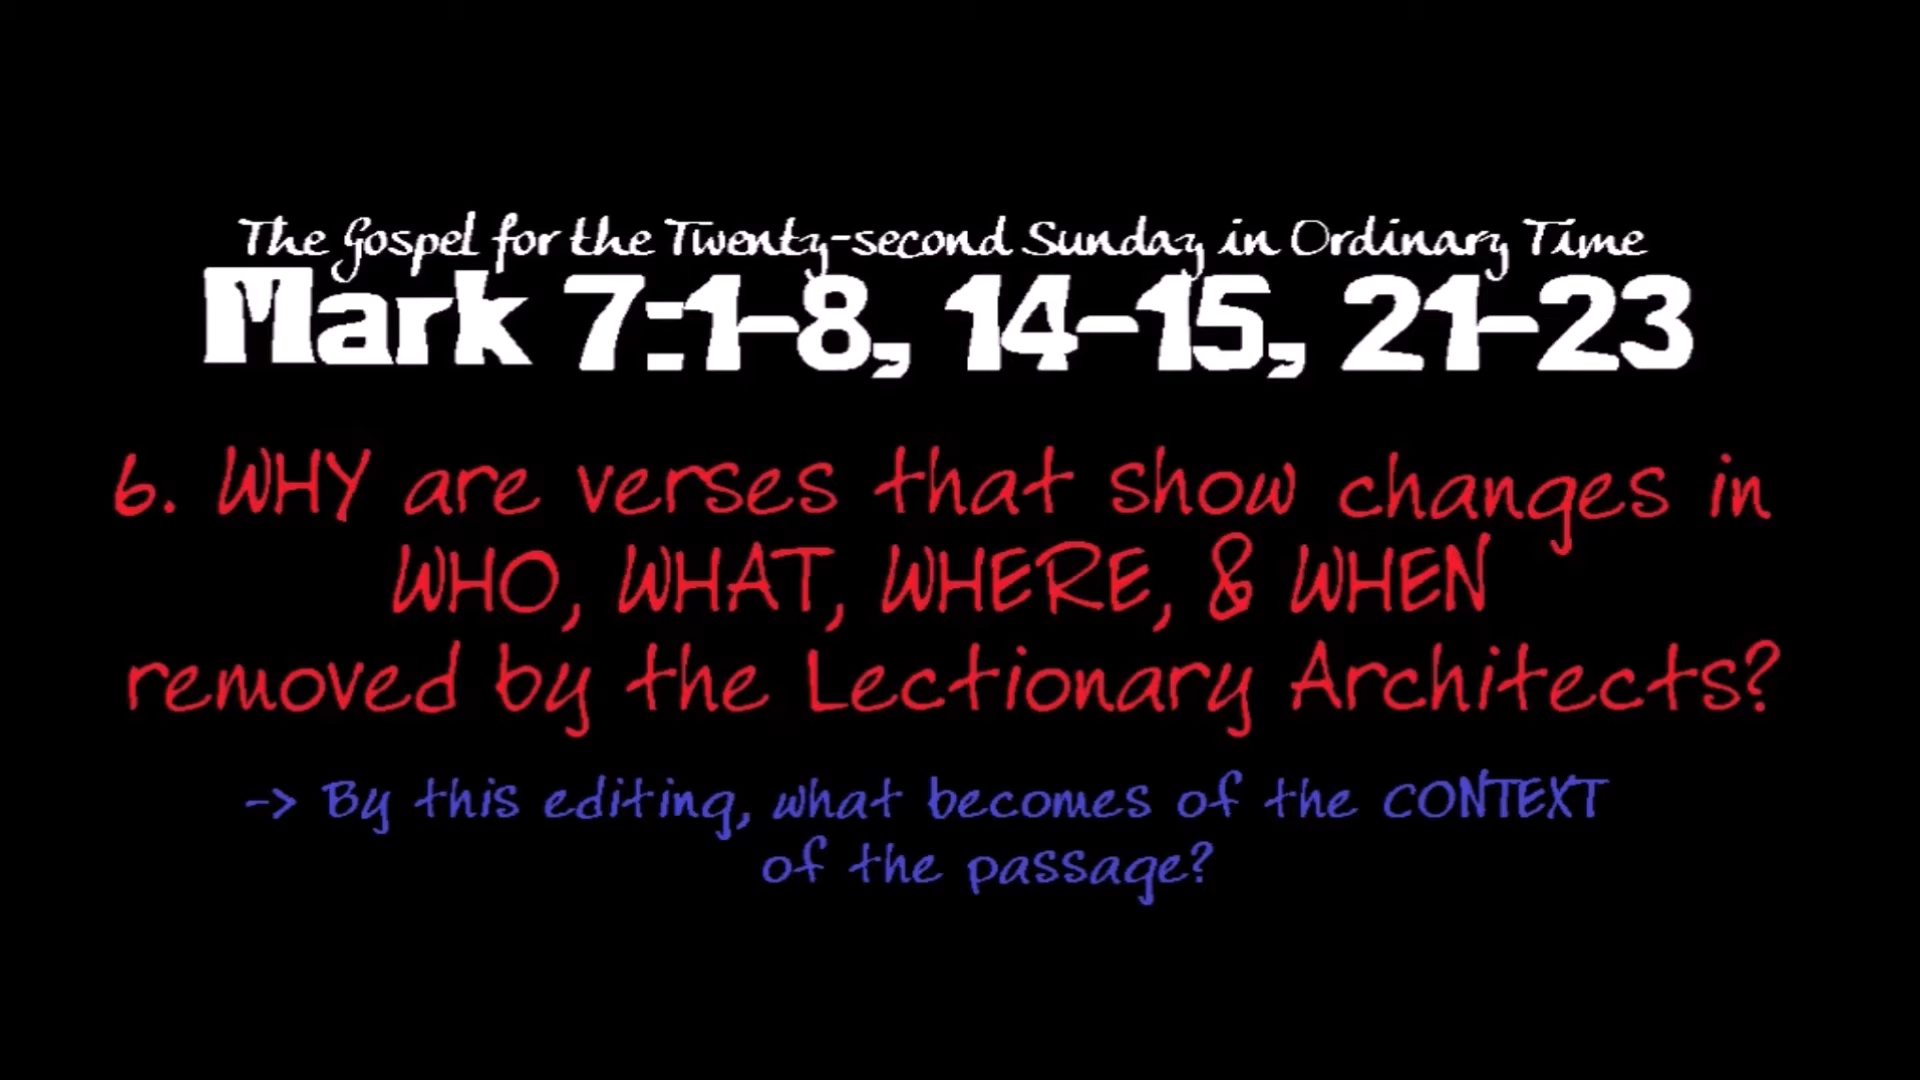 The Gospel for the Twenty-second Sunday in Ordinary Time
Mark 7:1-8, 14-15, 21-23
6. WHY are verses that show changes in
WHO, WHAT, WHERE, & WHEN
removed by the Lectionary Architects?
-> By this editing, what becomes of the CONTEXT
of the passage?